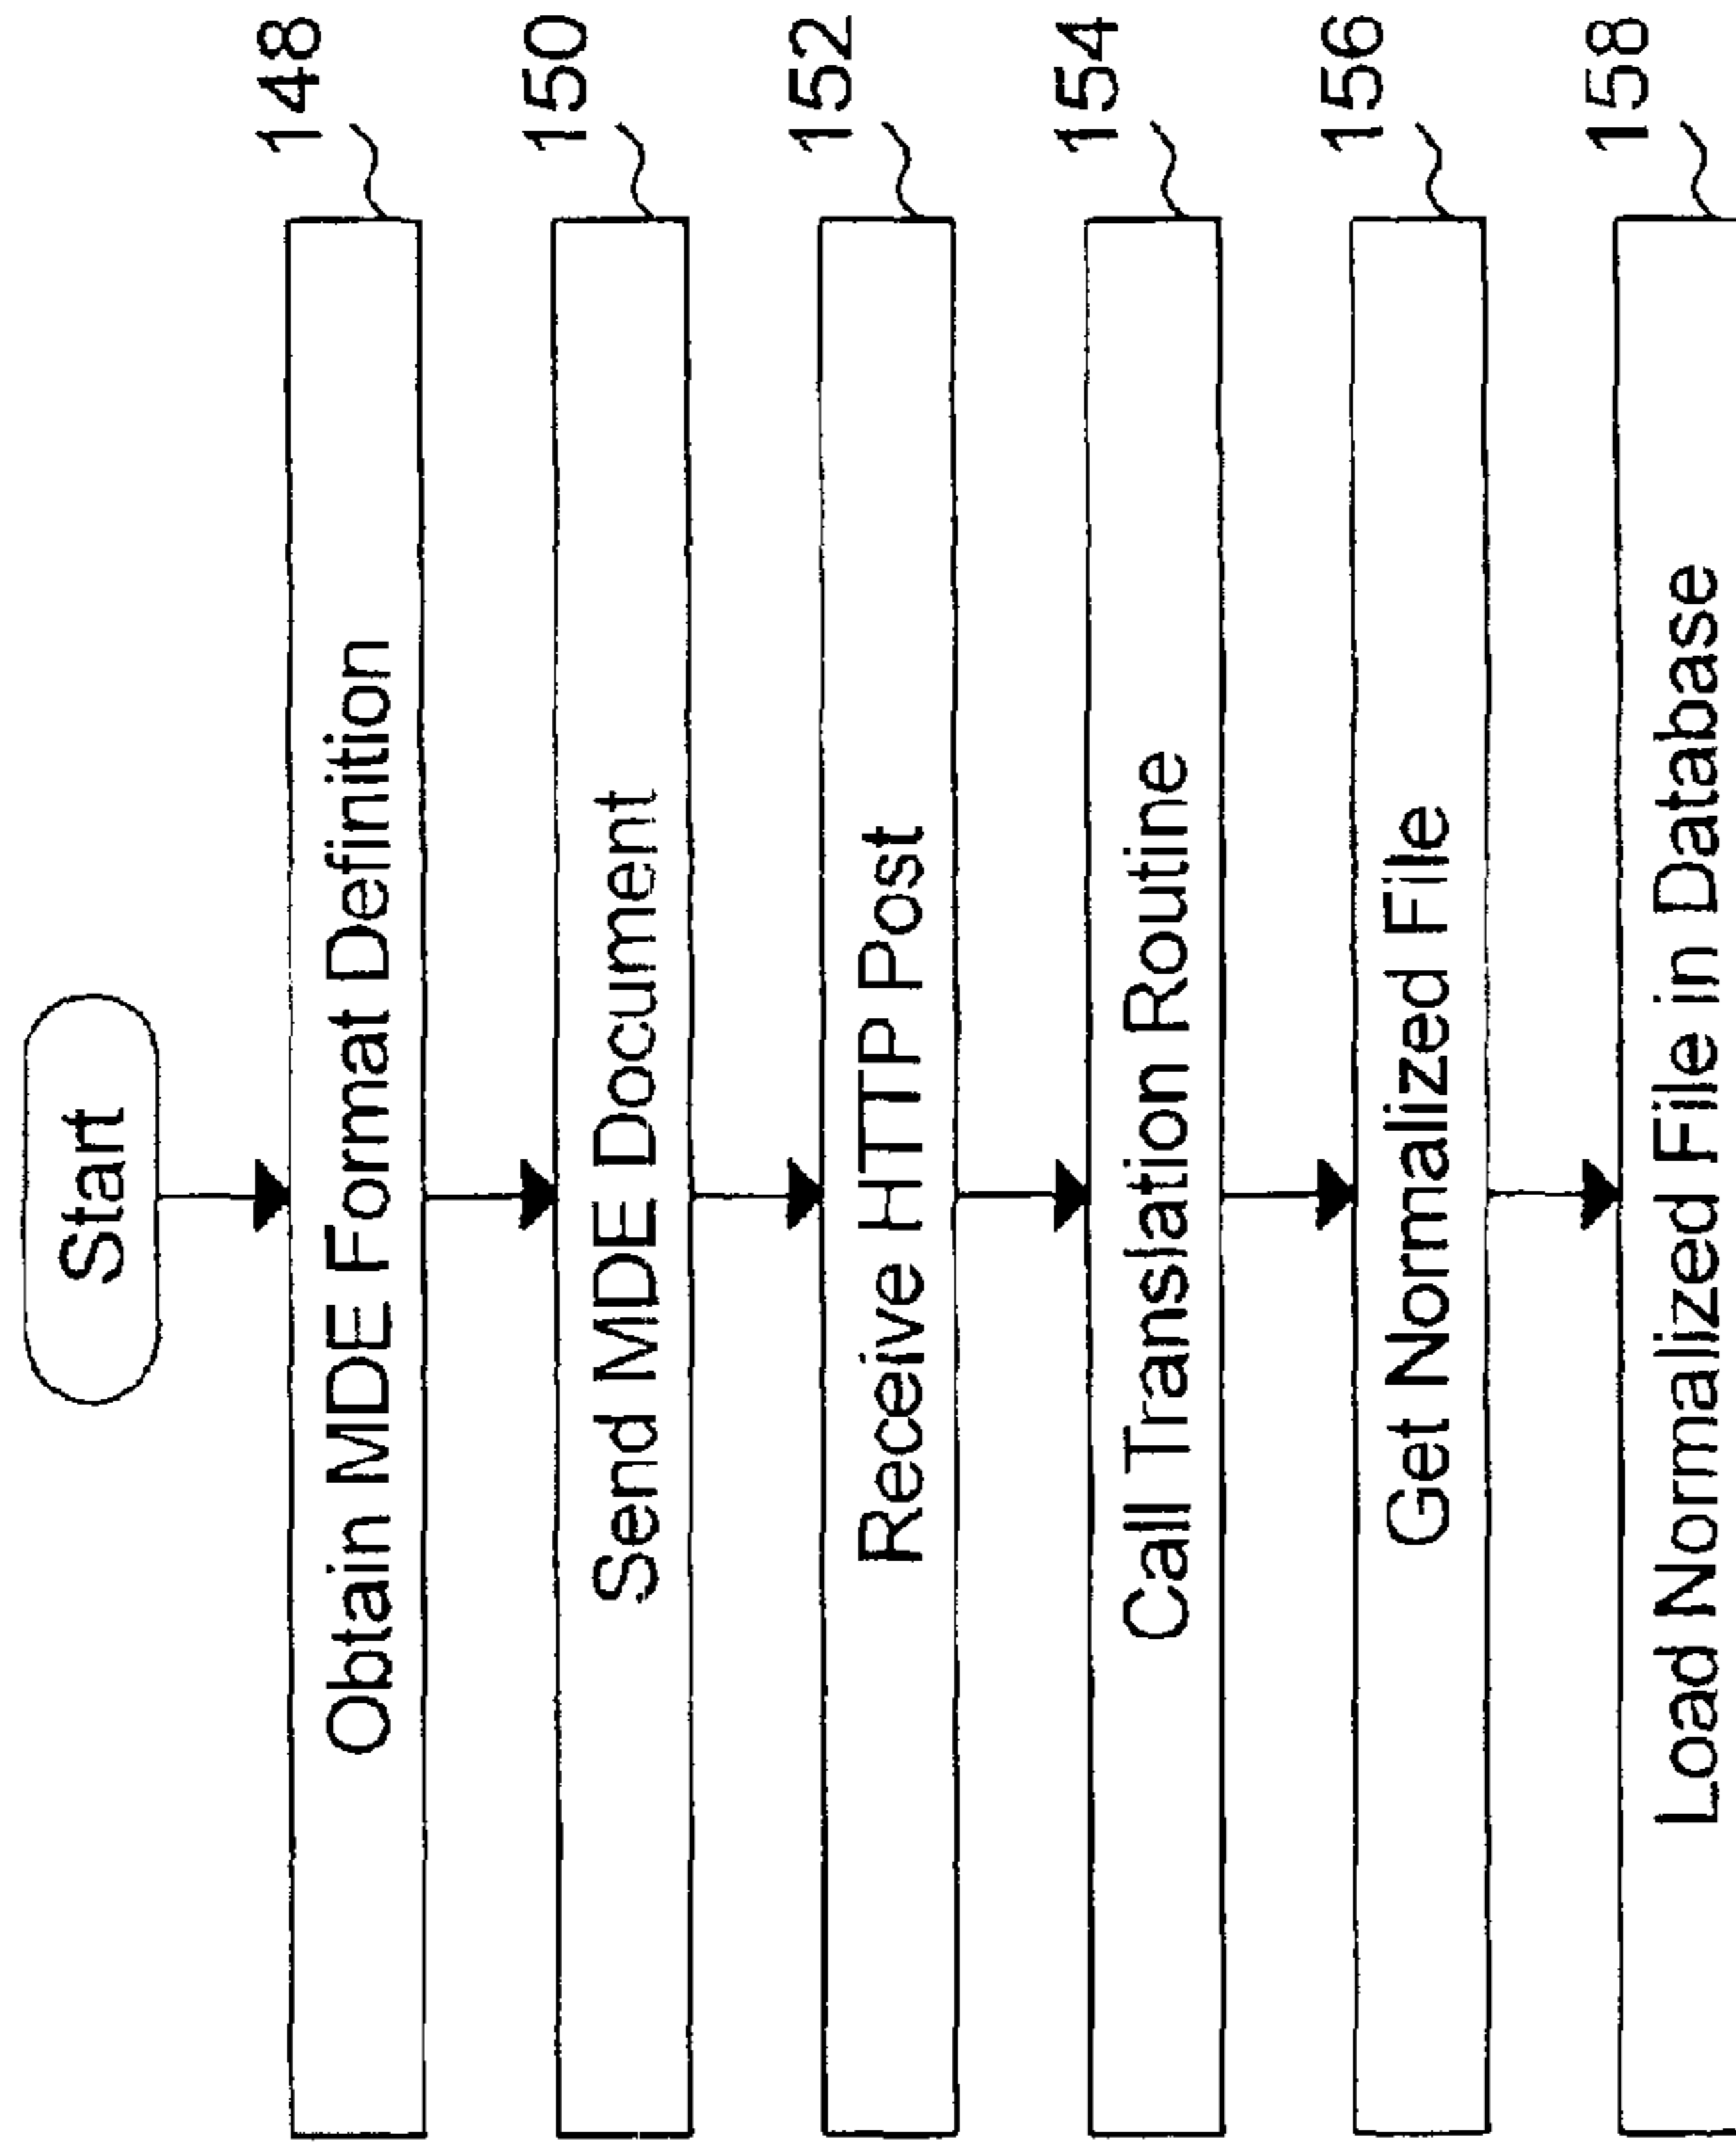 Start
Obtain MDE Format Definition
148
Send MDE Document
150
Receive HTTP Post
152
Call Translation Routine
154
Get Normalized File
156
Load Normalized File in Database
158